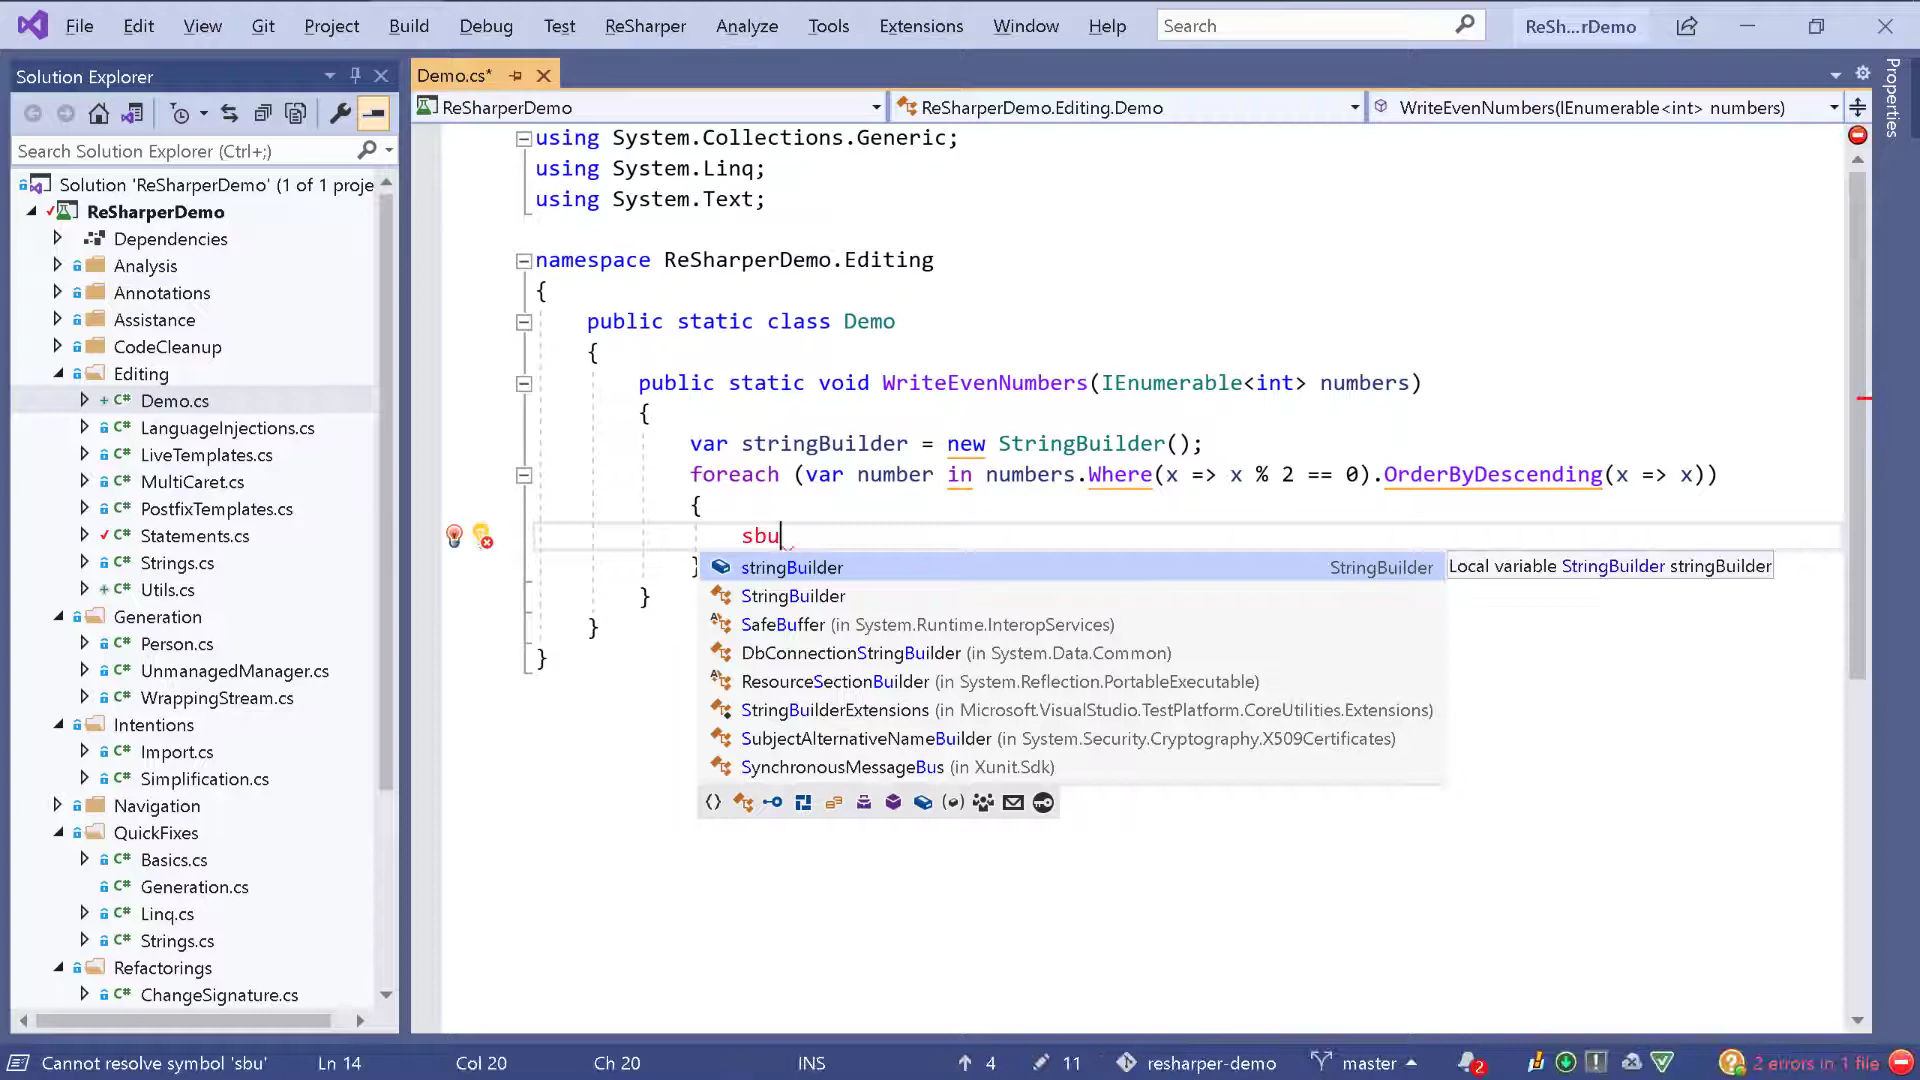 File Edit View Git Project Build Debug Test ReSharper Analyze Tools Extensions Window Help Search ReSh...rDemo
Solution Explorer
Search Solution Explorer (Ctrl+;)
Solution 'ReSharperDemo' (1 of 1 proje
ReSharperDemo
Dependencies
Analysis
Annotations
Assistance
CodeCleanup
Editing
C# Demo.cs
C# LanguageInjections.cs
C# LiveTemplates.cs
C# MultiCaret.cs
C# PostfixTemplates.cs
C# Statements.cs
C# Strings.cs
C# Utils.cs
Generation
C# Person.cs
C# UnmanagedManager.cs
C# WrappingStream.cs
Intentions
C# Import.cs
C# Simplification.cs
Navigation
QuickFixes
C# Basics.cs
C# Generation.cs
C# Linq.cs
C# Strings.cs
Refactorings
C# ChangeSignature.cs
Demo.cs*
ReSharperDemo ReSharperDemo.Editing.Demo WriteEvenNumbers(IEnumerable<int> numbers)
using System.Collections.Generic;
using System.Linq;
using System.Text;
namespace ReSharperDemo.Editing
{
public static class Demo
{
public static void WriteEvenNumbers(IEnumerable<int> numbers)
{
var stringBuilder = new StringBuilder();
foreach (var number in numbers.Where(x => x % 2 == 0).OrderByDescending(x => x))
{
sbu
}
}
}
}
stringBuilder StringBuilder
StringBuilder
SafeBuffer (in System.Runtime.InteropServices)
DbConnectionStringBuilder (in System.Data.Common)
ResourceSectionBuilder (in System.Reflection.PortableExecutable)
StringBuilderExtensions (in Microsoft.VisualStudio.TestPlatform.CoreUtilities.Extensions)
SubjectAlternativeNameBuilder (in System.Security.Cryptography.X509Certificates)
SynchronousMessageBus (in Xunit.Sdk)
Local variable StringBuilder stringBuilder
Properties
Cannot resolve symbol 'sbu' Ln 14 Col 20 Ch 20 INS 4 11 resharper-demo master 2 2 errors in 1 file